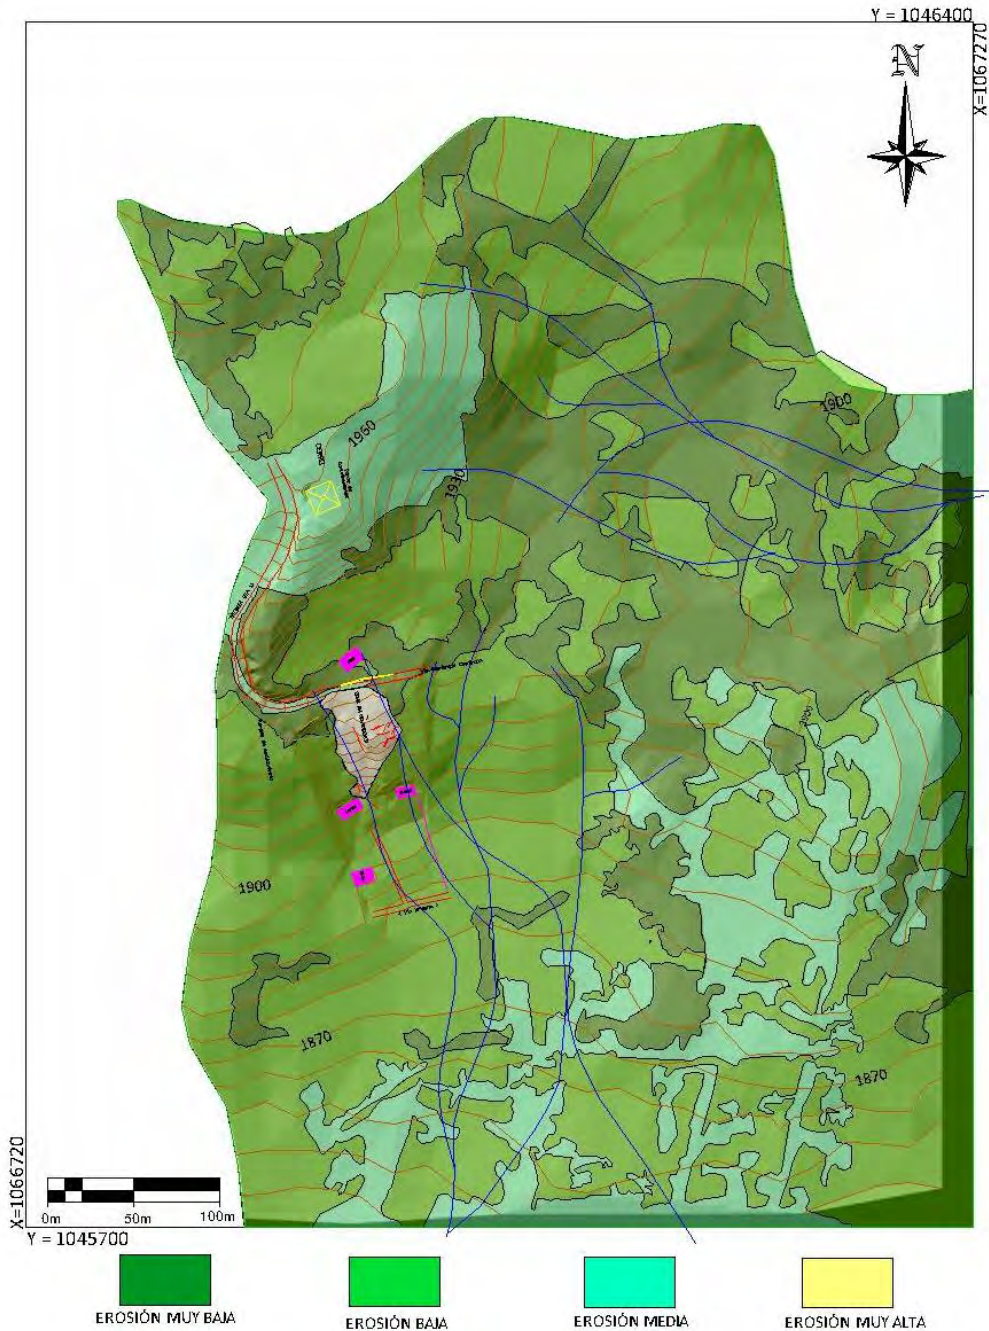 Y = 1046400
X=1067270
N
1960
1930
1900
1900
1900
1870
1870
X=1066720
0m 50m 100m
Y = 1045700
EROSIÓN MUY BAJA
EROSIÓN BAJA
EROSIÓN MEDIA
EROSIÓN MUY ALTA